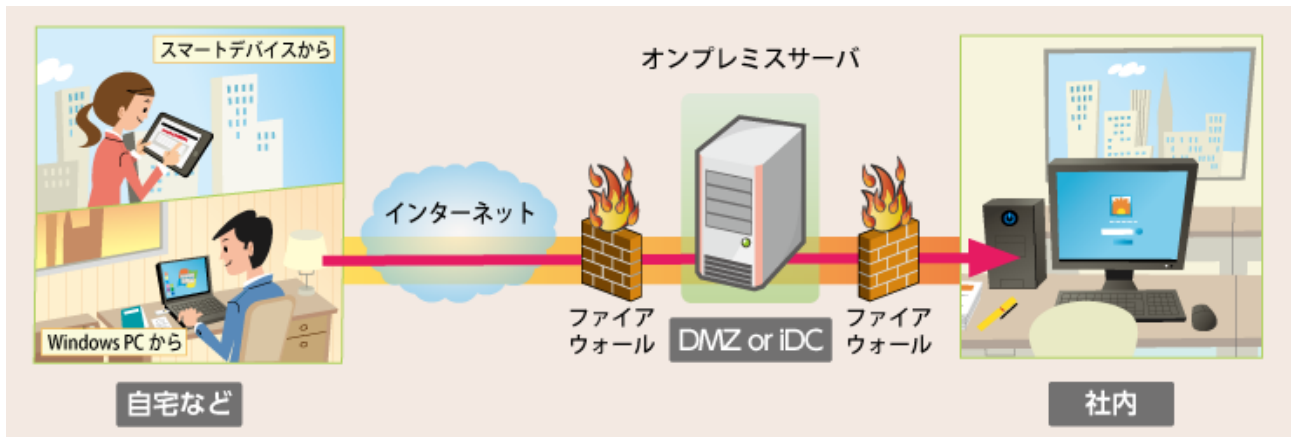 スマートデバイスから
オンプレミスサーバ
インターネット
Windows PC から
ファイア
ウォール
DMZ or iDC
ファイア
ウォール
自宅など
社内